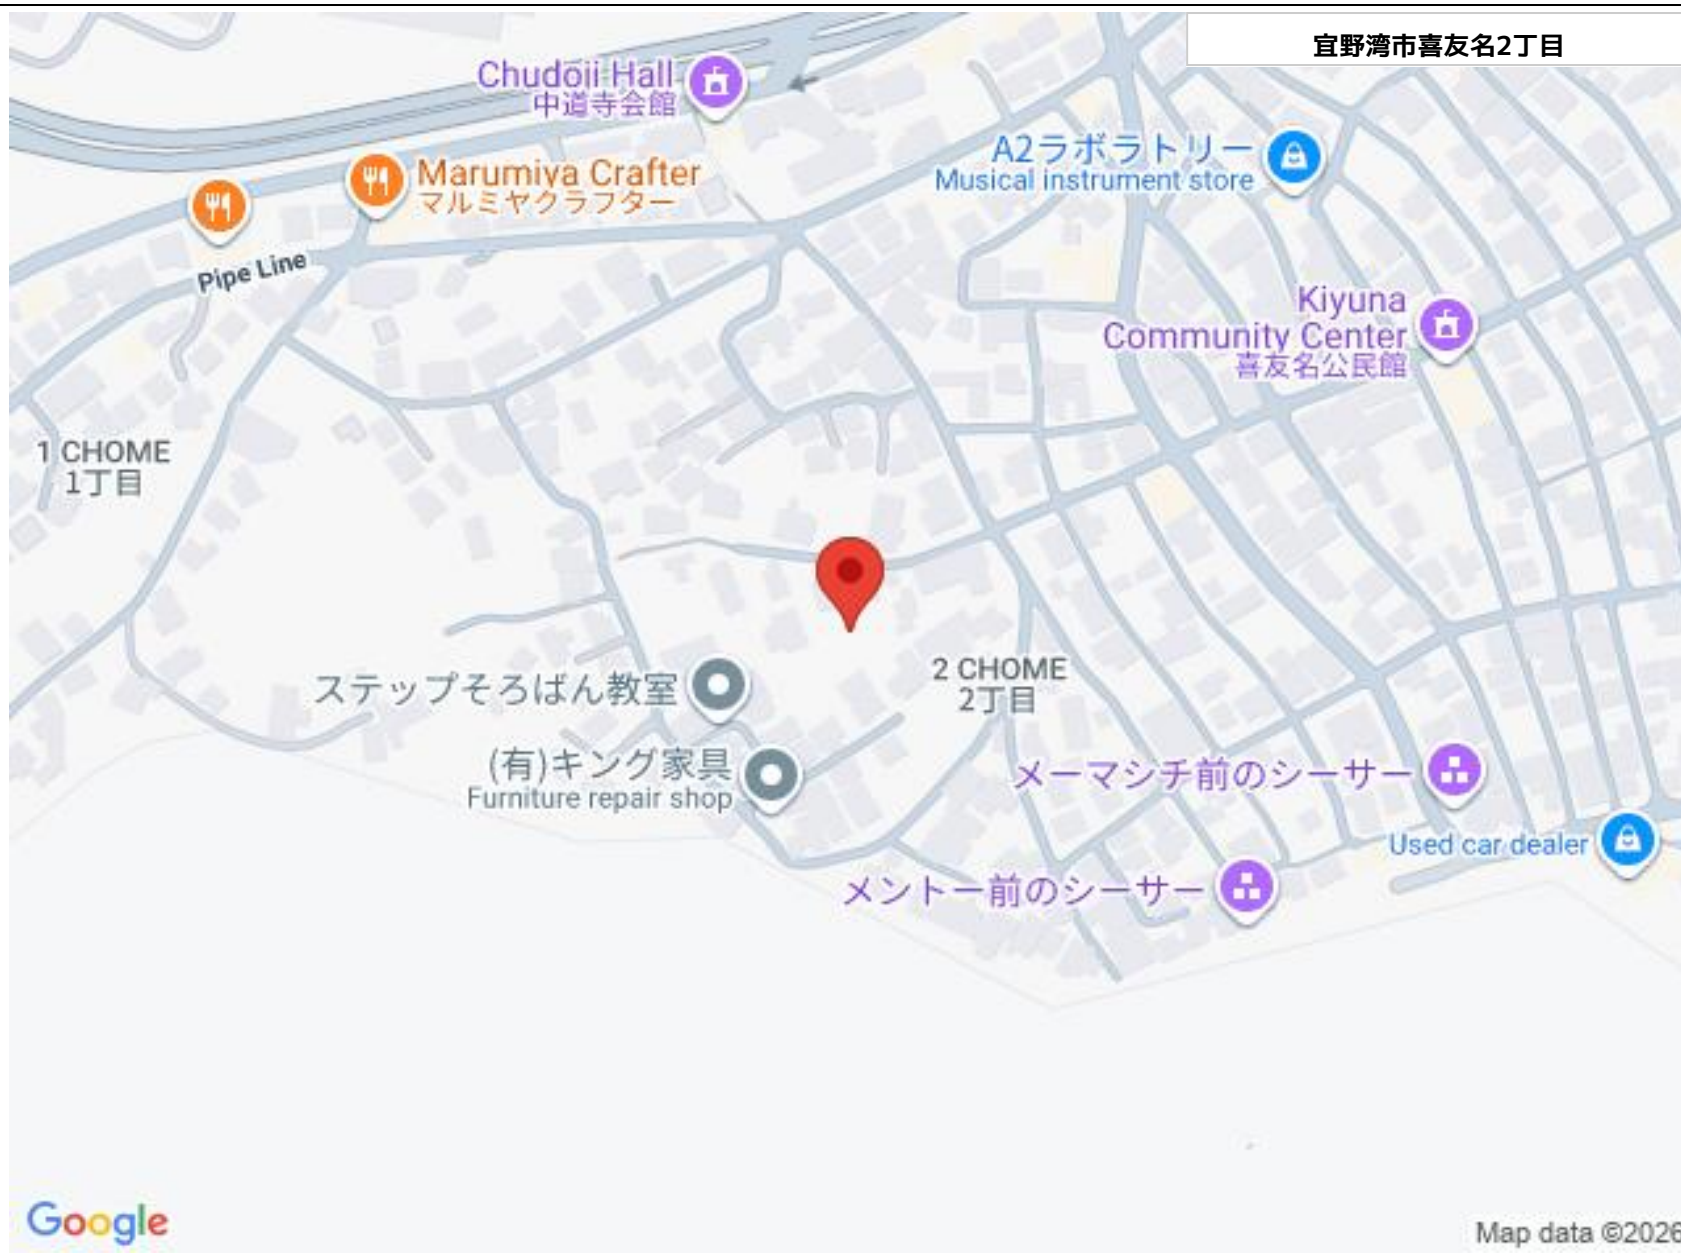 宜野湾市喜友名2丁目
Chudoji Hall
中道寺会館
A2ラボラトリー
Musical instrument store
Marumiya Crafter
マルミヤクラフター
Pipe Line
Kiyuna
Community Center
喜友名公民館
1 CHOME
1丁目
2 CHOME
2丁目
ステップそろばん教室
(有)キング家具
Furniture repair shop
メーマシチ前のシーサー
Used car dealer
メントー前のシーサー
Google
Map data ©2026